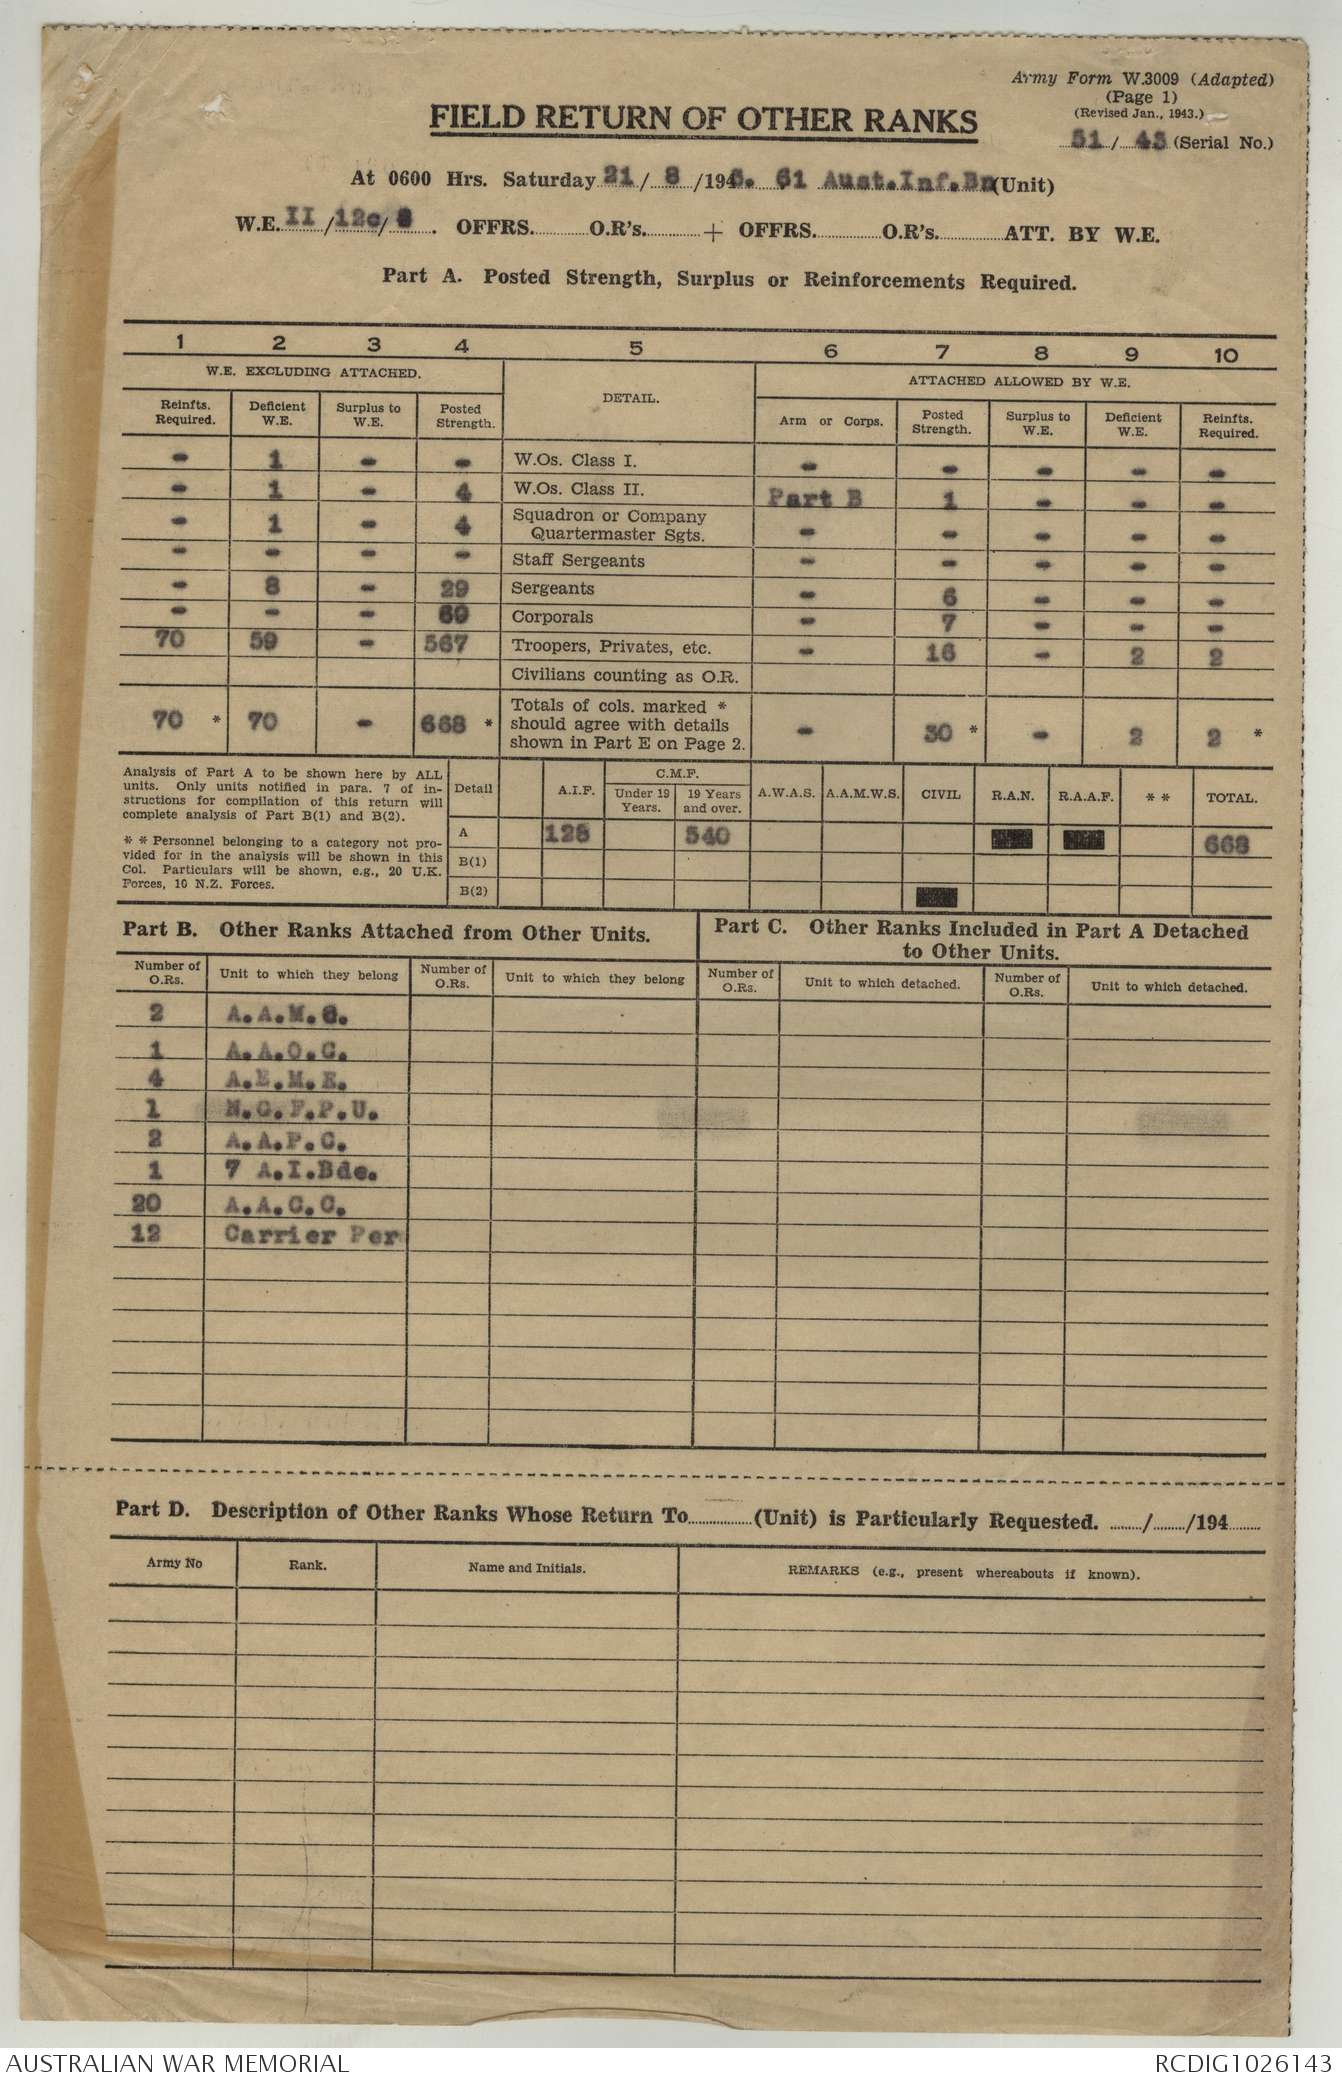 Army Form W.3009 (Adapted)
(Page 1)
(Revised Jan., 1943.)
31/43 (Serial No.)
FIELD RETURN OF OTHER RANKS
At 0600 Hrs. Saturday 21/8/1943. 61 Aust.Inf.Bn (Unit)
W.E. II/12c/8. OFFRS. O.R's. + OFFRS. O.R's. ATT. BY W.E.
Part A. Posted Strength, Surplus or Reinforcements Required.
1 2 3 4 5 6 7 8 9 10
W.E. EXCLUDING ATTACHED. DETAIL. ATTACHED ALLOWED BY W.E.
Reinfts. Required. Deficient W.E. Surplus to W.E. Posted Strength. Arm or Corps. Posted Strength. Surplus to W.E. Deficient W.E. Reinfts. Required.
- 1 - - W.Os. Class I. - - - - -
- 1 - 4 W.Os. Class II. Part B 1 - - -
- 1 - 4 Squadron or Company Quartermaster Sgts. - - - - -
- - - - Staff Sergeants - - - - -
- 8 - 29 Sergeants - 6 - - -
- - - 60 Corporals - 7 - - -
70 59 - 567 Troopers, Privates, etc. - 16 - 2 2
Civilians counting as O.R.
70 * 70 - 668 * Totals of cols. marked * should agree with details shown in Part E on Page 2. - 30 * - 2 2 *
Analysis of Part A to be shown here by ALL
units. Only units notified in para. 7 of in-
structions for compilation of this return will
complete analysis of Part B(1) and B(2).
* * Personnel belonging to a category not pro-
vided for in the analysis will be shown in this
Col. Particulars will be shown, e.g., 20 U.K.
Forces, 10 N.Z. Forces.
Detail A.I.F. C.M.F. Under 19 Years. 19 Years and over. A.W.A.S. A.A.M.W.S. CIVIL R.A.N. R.A.A.F. * * TOTAL.
A 128 540 668
B(1)
B(2)
Part B. Other Ranks Attached from Other Units.
Part C. Other Ranks Included in Part A Detached
to Other Units.
Number of O.Rs. Unit to which they belong Number of O.Rs. Unit to which they belong Number of O.Rs. Unit to which detached. Number of O.Rs. Unit to which detached.
2 A.A.M.C.
1 A.A.O.C.
4 A.E.M.E.
1 N.G.F.P.U.
2 A.A.P.C.
1 7 A.I.Bde.
20 A.A.C.C.
12 Carrier Per
Part D. Description of Other Ranks Whose Return To (Unit) is Particularly Requested. / /194
Army No Rank. Name and Initials. REMARKS (e.g., present whereabouts if known).
AUSTRALIAN WAR MEMORIAL RCDIG1026143